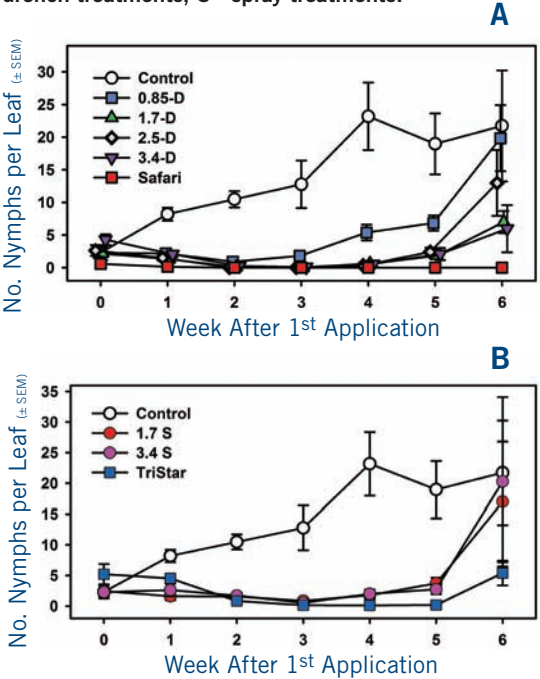 drench treatments, S spray treatments.
A
No. Nymphs per Leaf (± SEM)
30
25
20
15
10
5
0
Control
0.85-D
1.7-D
2.5-D
3.4-D
Safari
0 1 2 3 4 5 6
Week After 1st Application
B
No. Nymphs per Leaf (± SEM)
35
30
25
20
15
10
5
0
Control
1.7 S
3.4 S
TriStar
0 1 2 3 4 5 6
Week After 1st Application